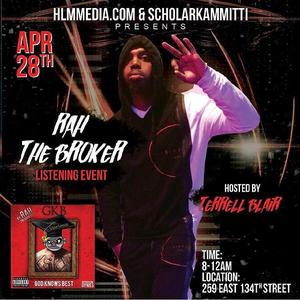 HLMMEDIA.COM & SCHOLARKAMMITTI
PRESENTS
APR
28TH
RAH
THE BROKER
LISTENING EVENT
HOSTED BY
TERRELL BLAIR
GKB
GOD KNOWS BEST
TIME:
8-12AM
LOCATION:
259 EAST 134TH STREET